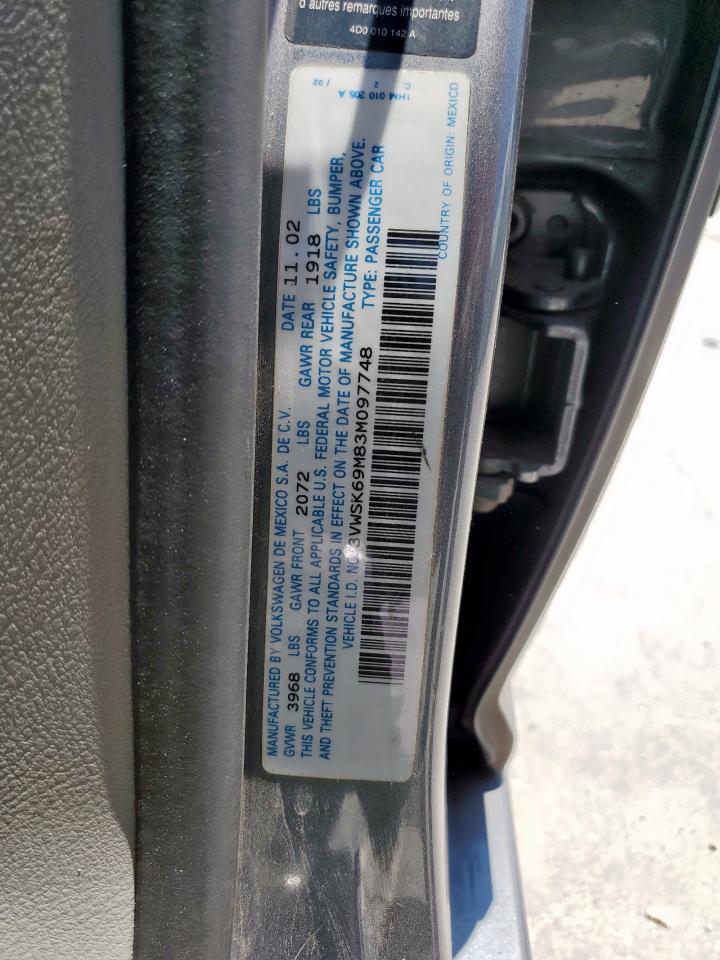 d'autres remarques importantes
4D0 010 142 A
MANUFACTURED BY VOLKSWAGEN DE MEXICO S.A. DE C.V. DATE 11.02
GVWR 3968 LBS GAWR FRONT 2072 LBS GAWR REAR 1918 LBS
THIS VEHICLE CONFORMS TO ALL APPLICABLE U.S. FEDERAL MOTOR VEHICLE SAFETY, BUMPER,
AND THEFT PREVENTION STANDARDS IN EFFECT ON THE DATE OF MANUFACTURE SHOWN ABOVE.
VEHICLE I.D. NO. 3VWSK69M83M097748 TYPE: PASSENGER CAR
COUNTRY OF ORIGIN: MEXICO
1HM 010 205 A
C: 2
/ 02